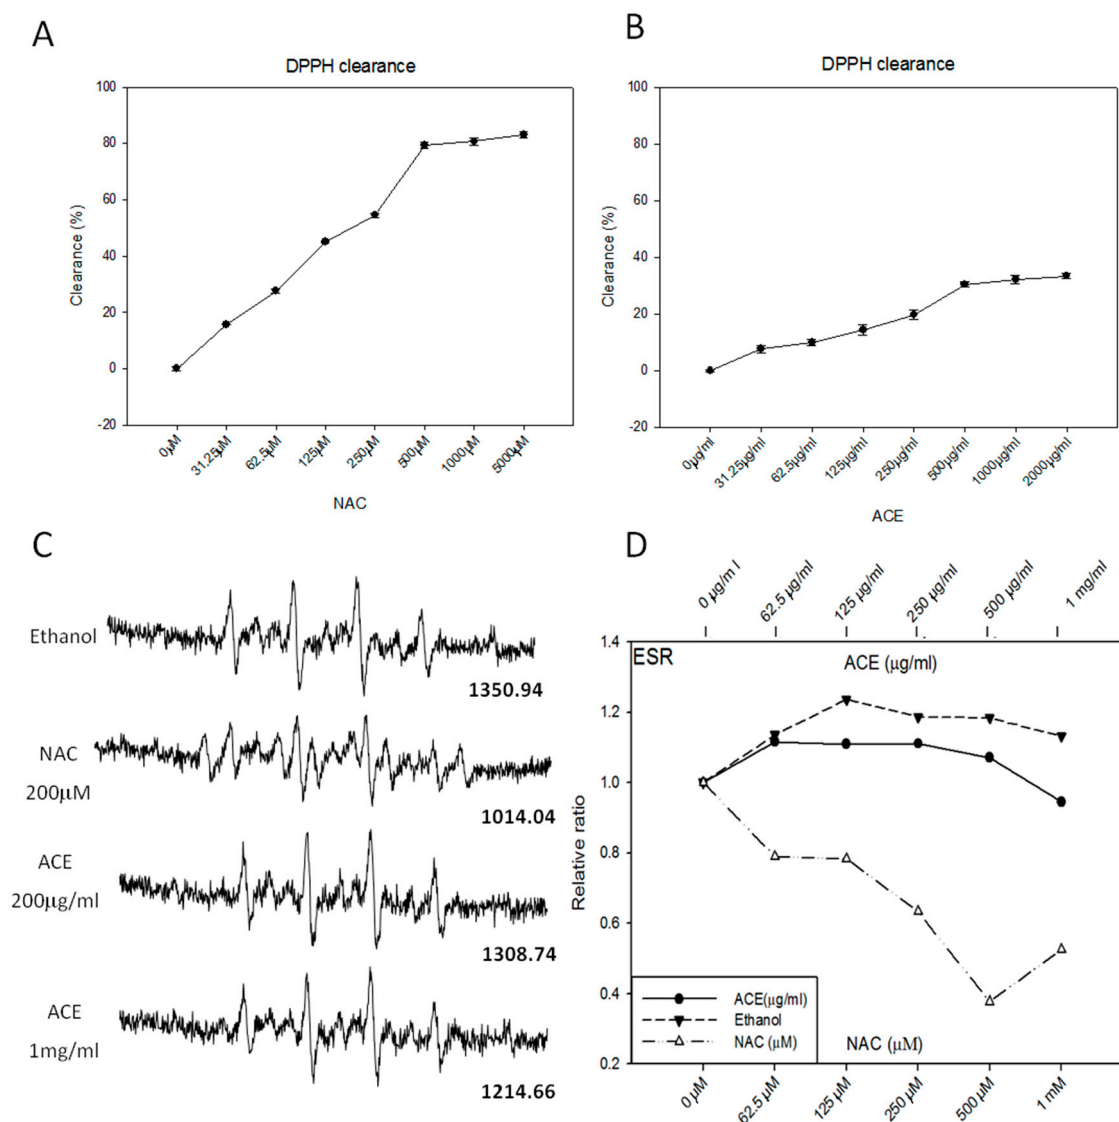 A
DPPH clearance
Clearance (%)
100
80
60
40
20
0
-20
0µM
31.25µM
62.5µM
125µM
250µM
500µM
1000µM
5000µM
NAC
B
DPPH clearance
Clearance (%)
100
80
60
40
20
0
-20
0µg/ml
31.25µg/ml
62.5µg/ml
125µg/ml
250µg/ml
500µg/ml
1000µg/ml
2000µg/ml
ACE
C
Ethanol
1350.94
NAC
200µM
1014.04
ACE
200µg/ml
1308.74
ACE
1mg/ml
1214.66
D
0 µg/m l
62.5 µg/ml
125 µg/ml
250 µg/ml
500 µg/ml
1 mg/ml
ESR
ACE (µg/ml)
Relative ratio
1.4
1.2
1.0
0.8
0.6
0.4
0.2
ACE(µg/ml)
Ethanol
NAC (µM)
NAC (µM)
0 µM
62.5 µM
125 µM
250 µM
500 µM
1 mM